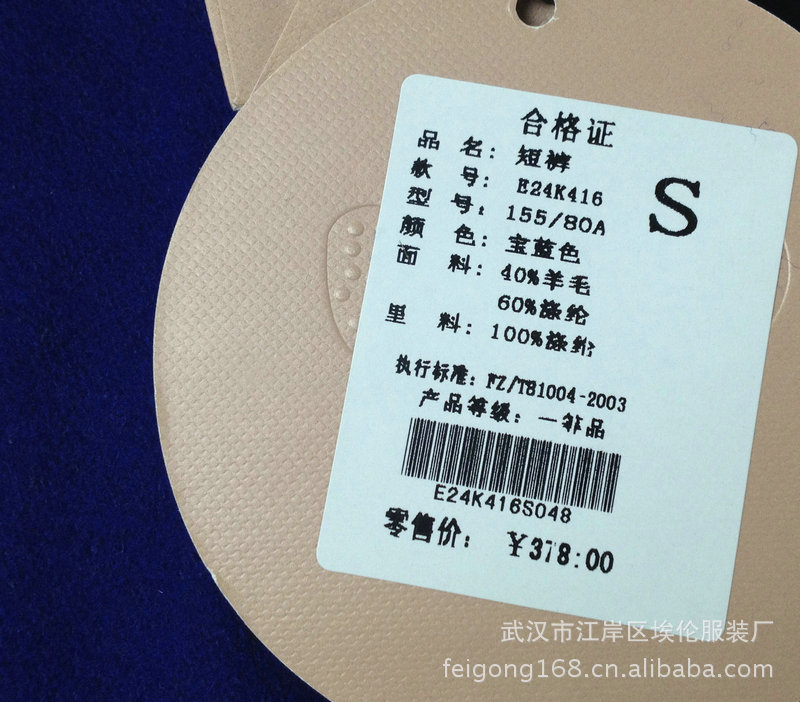 合格证
品 名: 短裤
款 号: E24K416
型 号: 155/80A
S
颜 色: 宝蓝色
面 料: 40%羊毛
60%涤纶
里 料: 100%涤纶
执行标准: FZ/T81004-2003
产品等级: 一等品
E24K416S048
零售价: ¥378:00
武汉市江岸区埃伦服装厂
feigong168.cn.alibaba.com